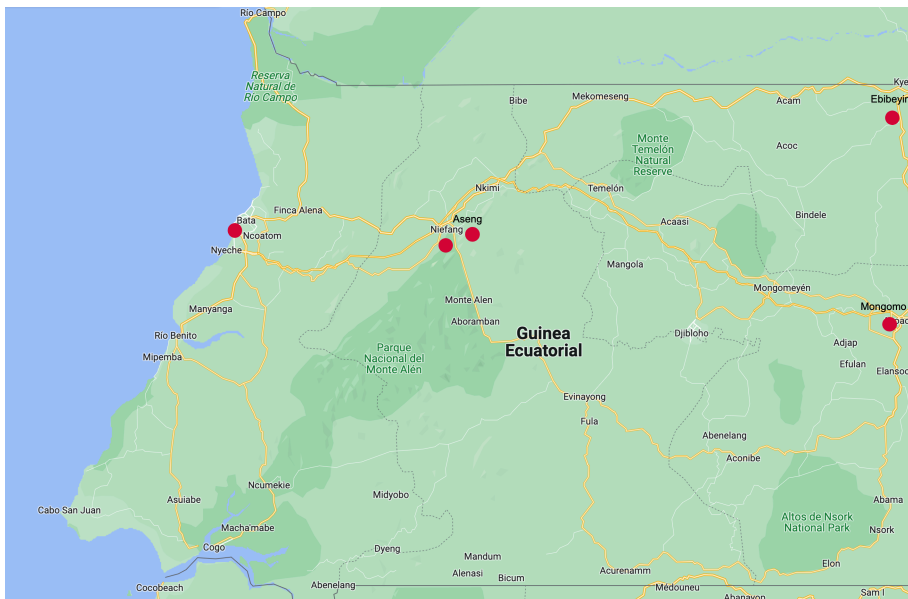 Río Campo
Reserva
Natural de
Río Campo
Kye
Ebibeyin
Bibe
Mekomeseng
Acam
Acoc
Monte
Temelón
Natural
Reserve
Nkimi
Temelón
Bindele
Acaasi
Finca Alena
Bata
Ncoatom
Nyeche
Aseng
Niefang
Mangola
Mongomeyén
Manyanga
Monte Alen
Aboramban
Mongomo
Río Benito
Mipemba
Guinea
Ecuatorial
Djibloho
Adjap
Efulan
Elansoc
Parque
Nacional del
Monte Alén
Evinayong
Fula
Abenelang
Aconibe
Ncumekie
Midyobo
Asuiabe
Cabo San Juan
Macha'mabe
Cogo
Abama
Altos de Nsork
National Park
Nsork
Dyeng
Mandum
Alenasi
Bicum
Acurenamm
Elon
Cocobeach
Abenelang
Médouneu
Abanayon
Sam I